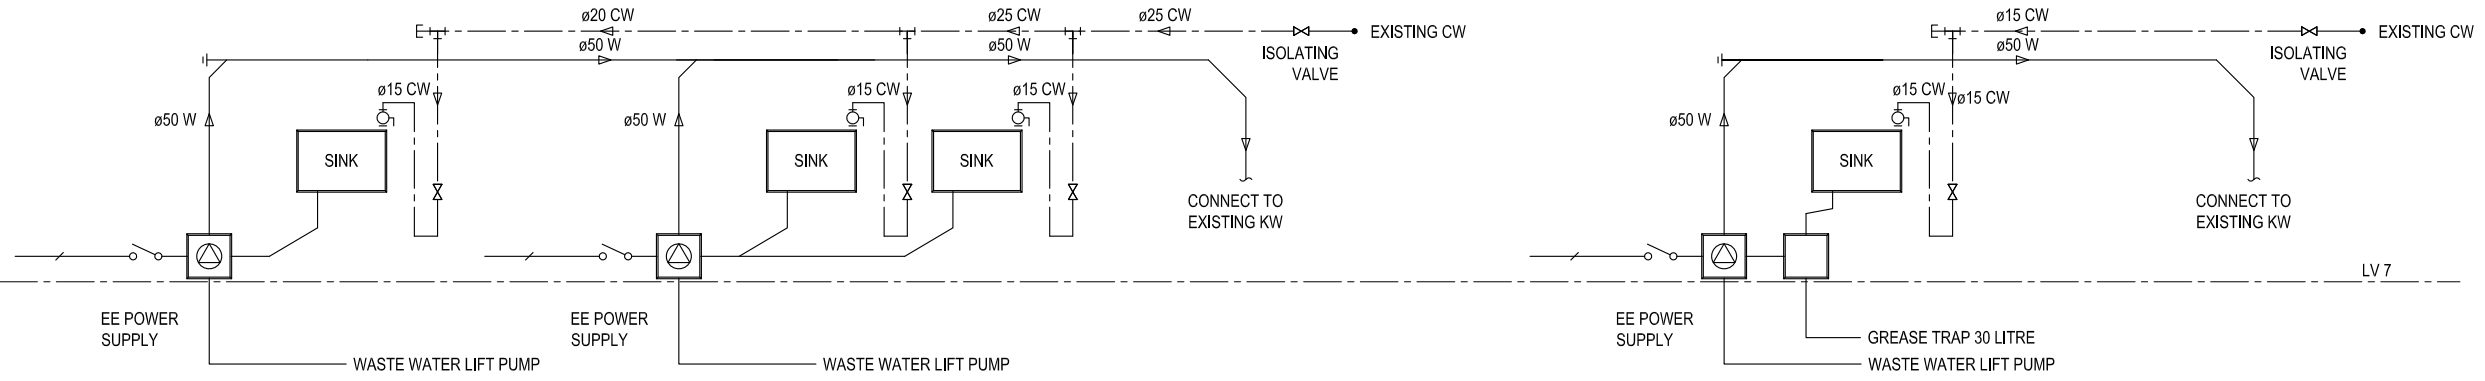 ø20 CW
ø25 CW
ø25 CW
EXISTING CW
ø50 W
ø50 W
ISOLATING
VALVE
ø15 CW
ø15 CW
ø15 CW
ø50 W
ø50 W
SINK
SINK
SINK
CONNECT TO
EXISTING KW
EE POWER
SUPPLY
EE POWER
SUPPLY
WASTE WATER LIFT PUMP
WASTE WATER LIFT PUMP
ø15 CW
EXISTING CW
ø50 W
ISOLATING
VALVE
ø15 CW
ø15 CW
ø50 W
SINK
CONNECT TO
EXISTING KW
LV 7
EE POWER
SUPPLY
GREASE TRAP 30 LITRE
WASTE WATER LIFT PUMP